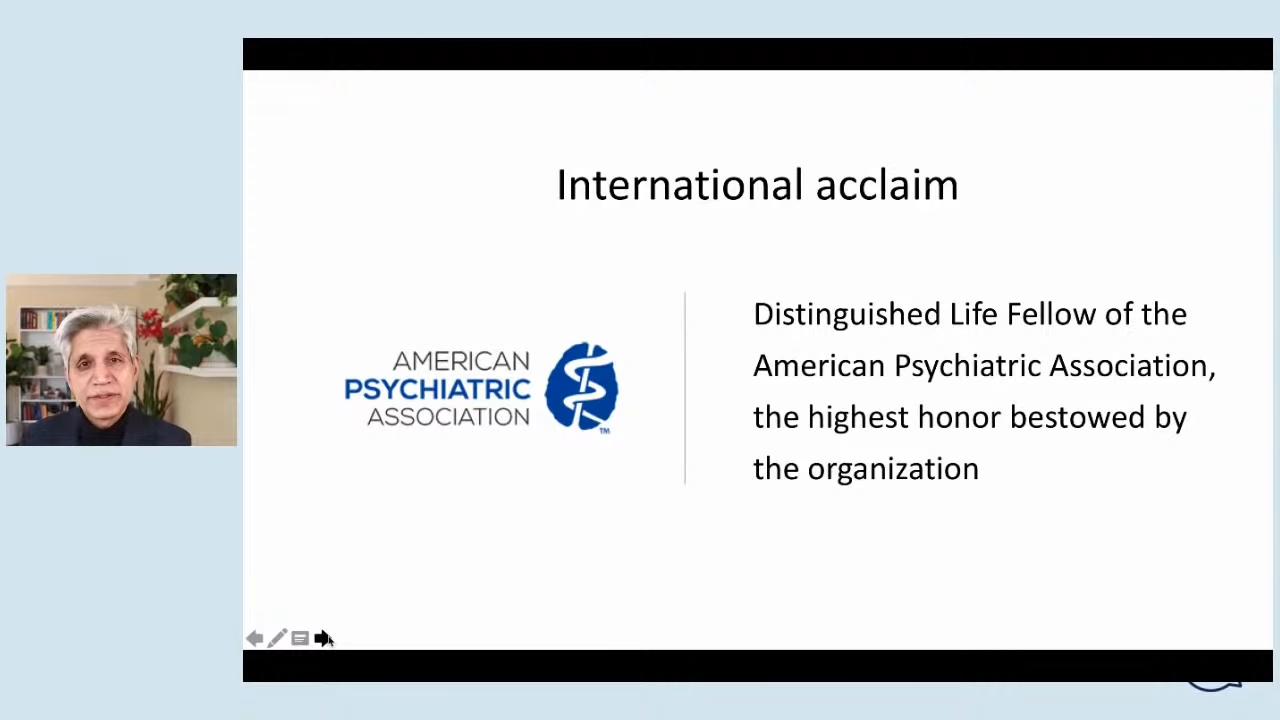 International acclaim
AMERICAN
PSYCHIATRIC
ASSOCIATION
TM
Distinguished Life Fellow of the
American Psychiatric Association,
the highest honor bestowed by
the organization